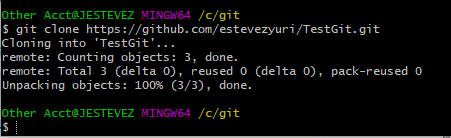 Other Acct@JESTEVEZ MINGW64 /c/git
$ git clone https://github.com/estevezyuri/TestGit.git
Cloning into 'TestGit'...
remote: Counting objects: 3, done.
remote: Total 3 (delta 0), reused 0 (delta 0), pack-reused 0
Unpacking objects: 100% (3/3), done.
Other Acct@JESTEVEZ MINGW64 /c/git
$